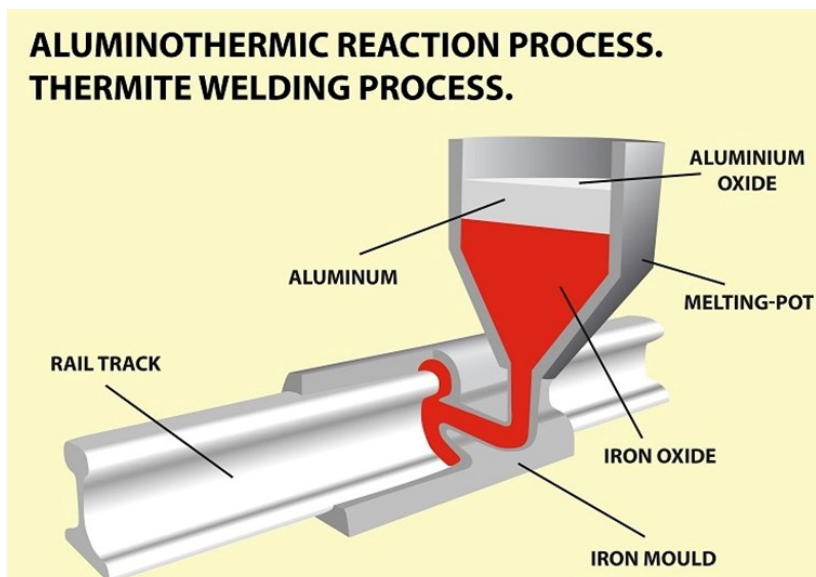 ALUMINOTHERMIC REACTION PROCESS.
THERMITE WELDING PROCESS.
ALUMINIUM
OXIDE
ALUMINUM
MELTING-POT
RAIL TRACK
IRON OXIDE
IRON MOULD